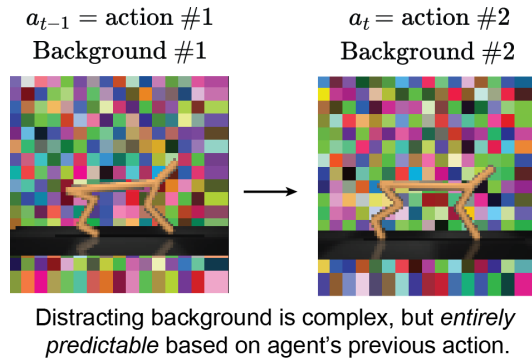 a_{t−1} = action #1
Background #1
a_t = action #2
Background #2
Distracting background is complex, but entirely
predictable based on agent's previous action.